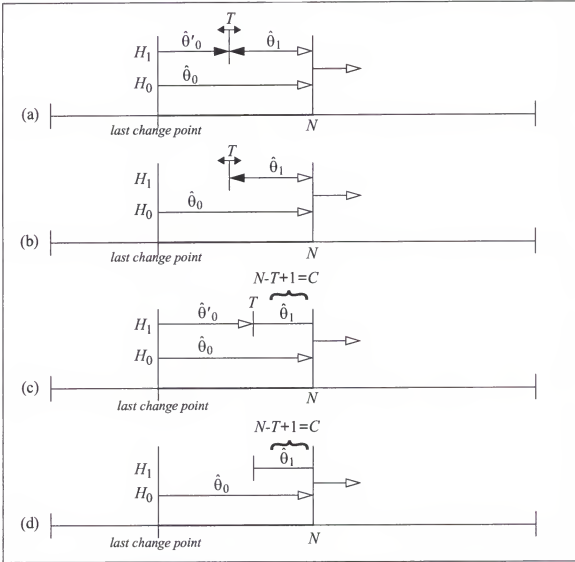 T
H₁ θ̂'₀ θ̂₁
H₀ θ̂₀
(a)
last change point N
T
H₁ θ̂₁
H₀ θ̂₀
(b)
last change point N
N-T+1=C
T
H₁ θ̂'₀ θ̂₁
H₀ θ̂₀
(c)
last change point N
N-T+1=C
H₁ θ̂₁
H₀ θ̂₀
(d)
last change point N